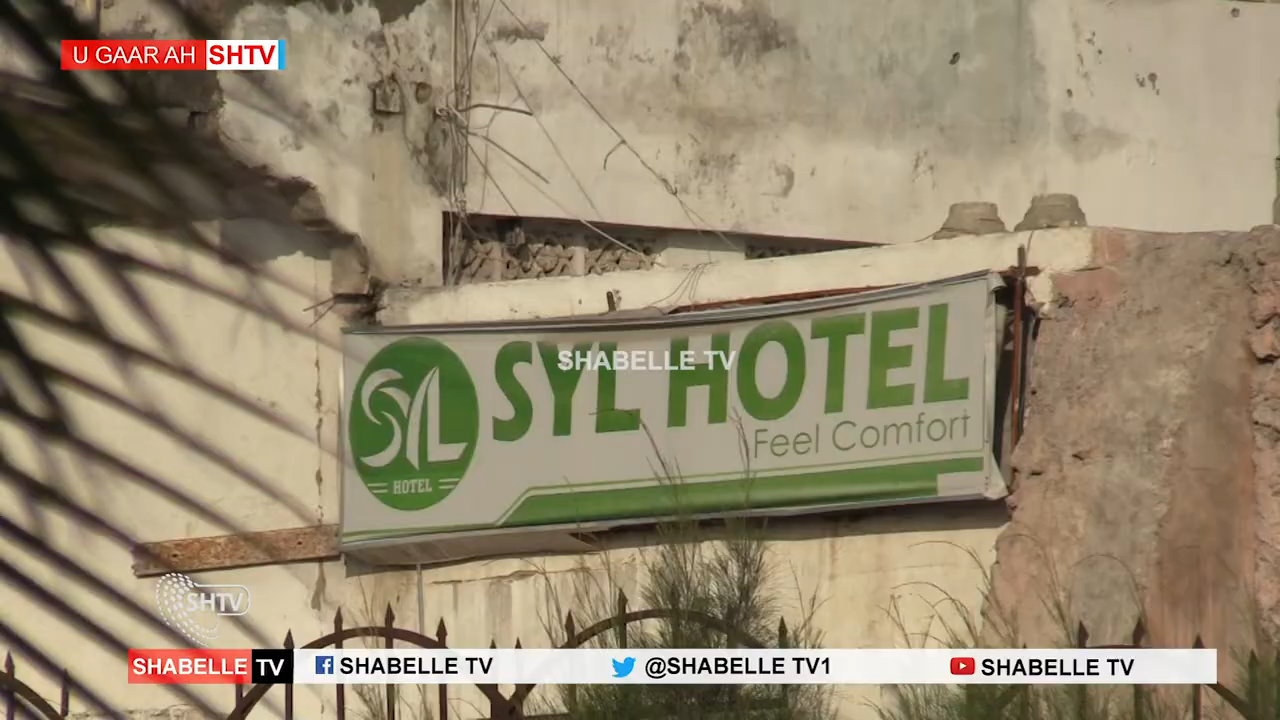 U GAAR AH SHTV
SYL HOTEL
SHABELLE TV
Feel Comfort
SYL
HOTEL
SHTV
SHABELLE TV SHABELLE TV @SHABELLE TV1 SHABELLE TV